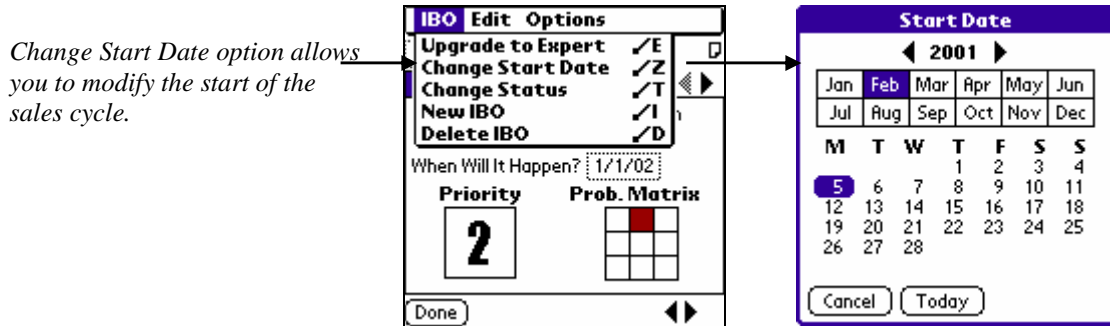 Change Start Date option allows
you to modify the start of the
sales cycle.
IBO Edit Options
Upgrade to Expert /E
Change Start Date /Z
Change Status /T
New IBO /I
Delete IBO /D
When Will It Happen? 1/1/02
Priority Prob. Matrix
2
Done
Start Date
2001
Jan Feb Mar Apr May Jun
Jul Aug Sep Oct Nov Dec
M T W T F S S
1 2 3 4
5 6 7 8 9 10 11
12 13 14 15 16 17 18
19 20 21 22 23 24 25
26 27 28
Cancel Today